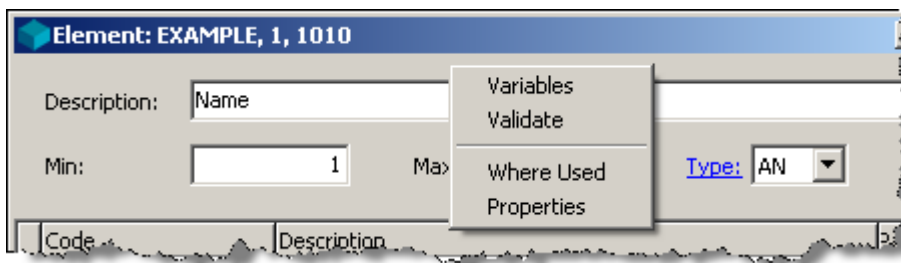 Element: EXAMPLE, 1, 1010
Description: Name
Variables
Validate
Min: 1
Where Used
Type: AN
Properties
Code Description